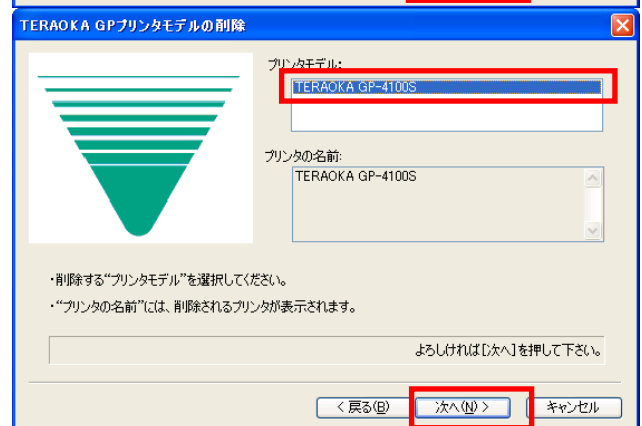 TERAOKA GPプリンタモデルの削除
プリンタモデル:
TERAOKA GP-4100S
プリンタの名前:
TERAOKA GP-4100S
・削除する“プリンタモデル”を選択してください。
・“プリンタの名前”には、削除されるプリンタが表示されます。
よろしければ[次へ]を押して下さい。
< 戻る(B)
次へ(N) >
キャンセル